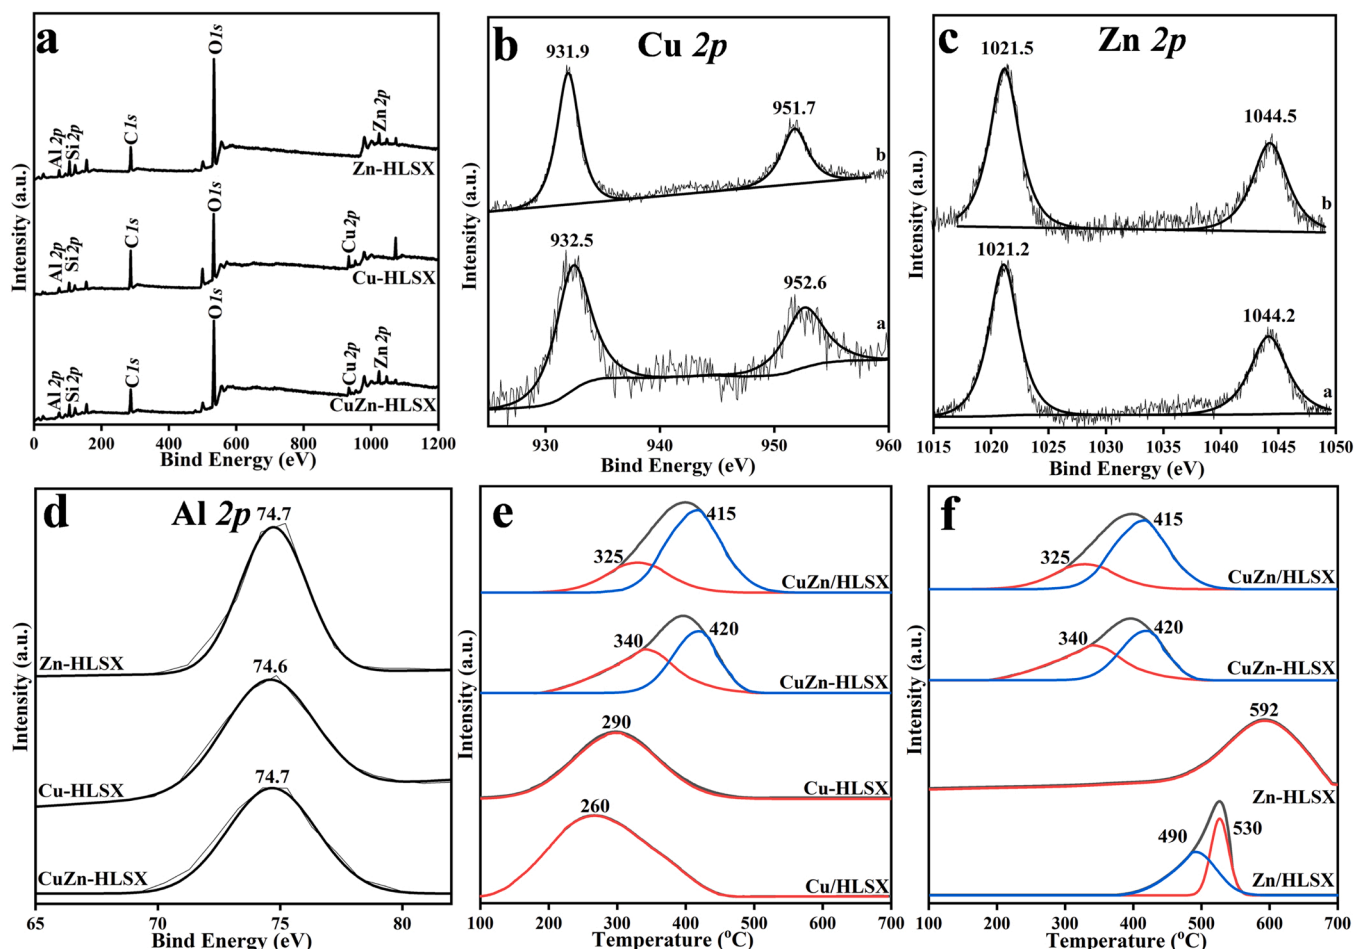 a
Al 2p
Si 2p
C 1s
O1s
Zn 2p
Zn-HLSX
Al 2p
Si 2p
C1s
O1s
Cu 2p
Cu-HLSX
Al 2p
Si 2p
C1s
O1s
Cu 2p
Zn 2p
CuZn-HLSX
Intensity (a.u.)
0 200 400 600 800 1000 1200
Bind Energy (eV)
b
Cu 2p
931.9
951.7
b
932.5
952.6
a
Intensity (a.u.)
930 940 950 960
Bind Energy (eV)
c
Zn 2p
1021.5
1044.5
b
1021.2
1044.2
a
Intensity (a.u.)
1015 1020 1025 1030 1035 1040 1045 1050
Bind Energy (eV)
d
Al 2p
74.7
Zn-HLSX
74.6
Cu-HLSX
74.7
CuZn-HLSX
Intensity (a.u.)
65 70 75 80
Bind Energy (eV)
e
325
415
CuZn/HLSX
340
420
CuZn-HLSX
290
Cu-HLSX
260
Cu/HLSX
Intensity (a.u.)
100 200 300 400 500 600 700
Temperature (°C)
f
325
415
CuZn/HLSX
340
420
CuZn-HLSX
592
Zn-HLSX
490
530
Zn/HLSX
Intensity (a.u.)
100 200 300 400 500 600 700
Temperature (°C)